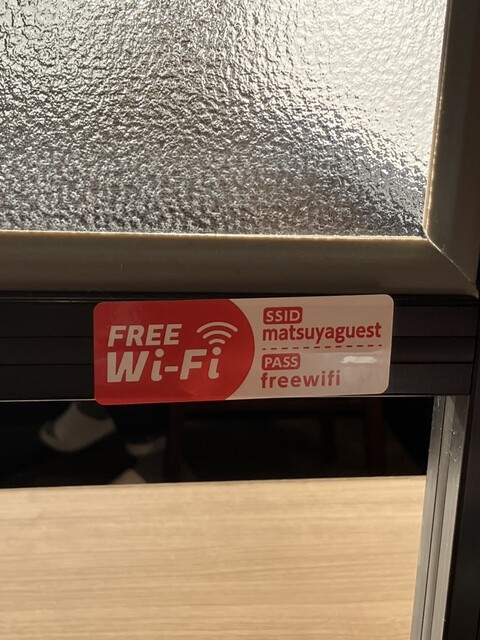 FREE
Wi-Fi
SSID
matsuyaguest
PASS
freewifi